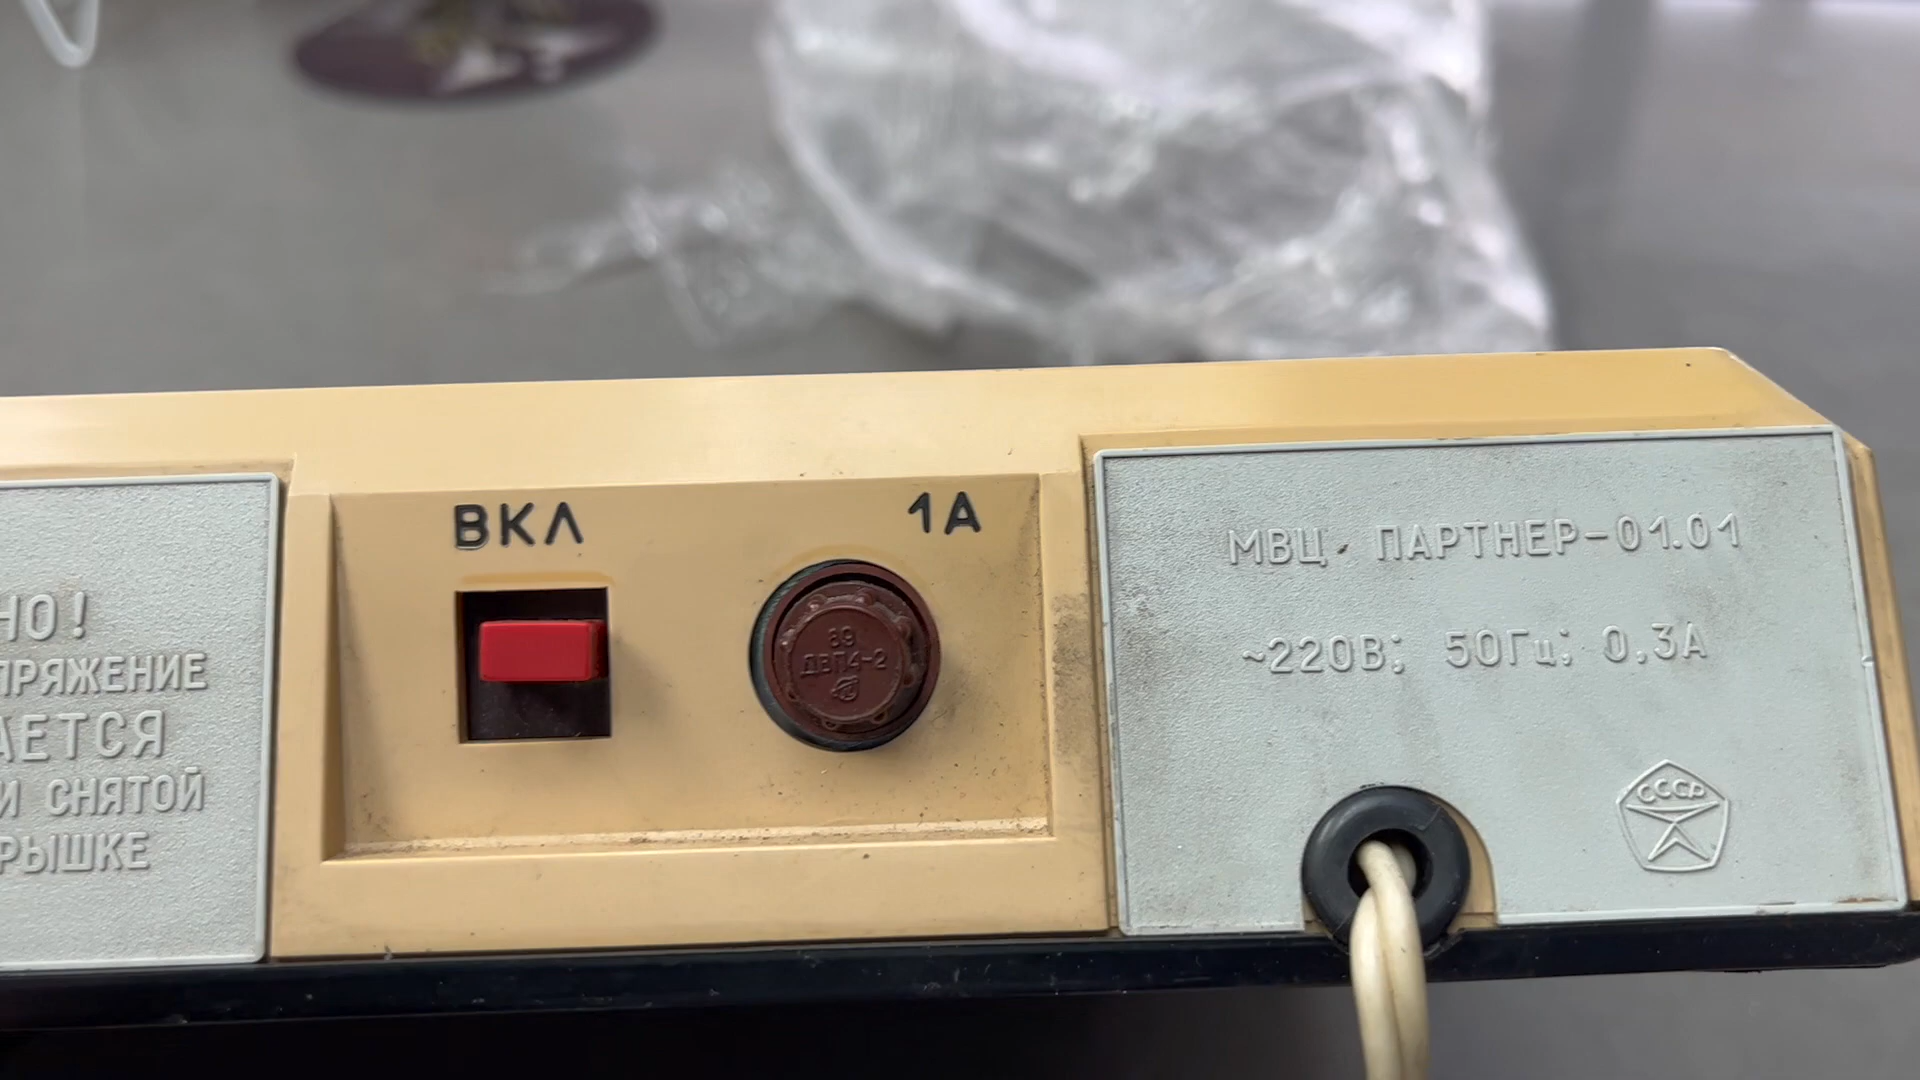 НО!
ПРЯЖЕНИЕ
АЕТСЯ
И СНЯТОЙ
РЫШКЕ
ВКЛ
1А
89
ДВП4-2
МВЦ ПАРТНЕР-01.01
~220В; 50Гц; 0,3А
СССР